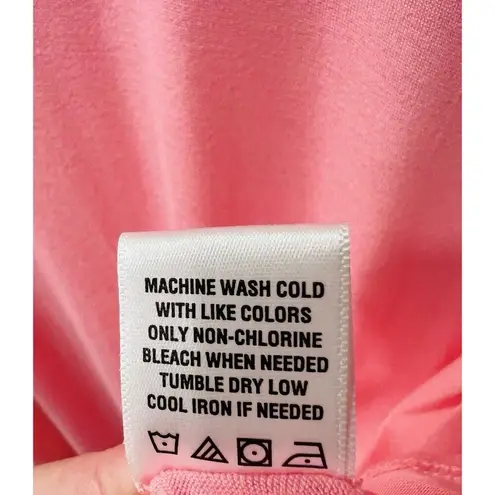 MACHINE WASH COLD
WITH LIKE COLORS
ONLY NON-CHLORINE
BLEACH WHEN NEEDED
TUMBLE DRY LOW
COOL IRON IF NEEDED